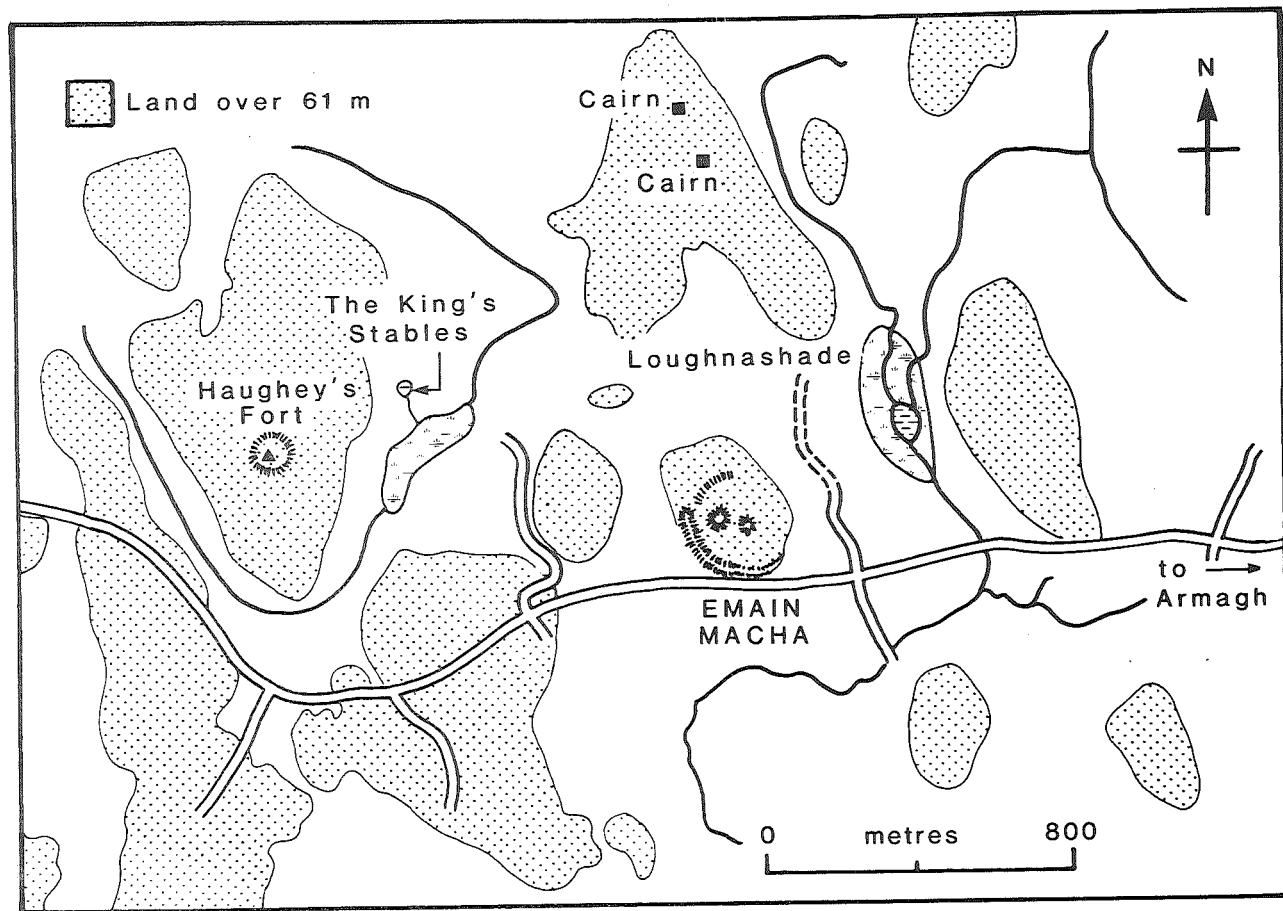 Land over 61 m
Cairn
N
Cairn
The King's
Stables
Loughnashade
Haughey's
Fort
to
Armagh
EMAIN
MACHA
0 metres 800